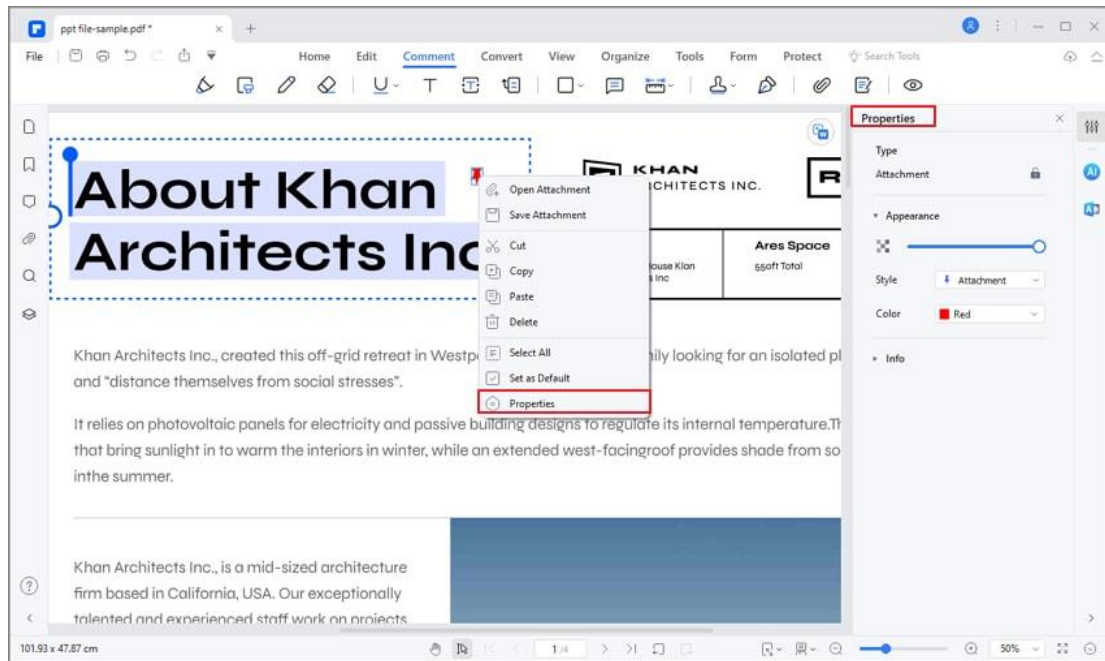 ppt file-sample.pdf *
File
Home Edit Comment Convert View Organize Tools Form Protect Search Tools
Properties
Type
Attachment
Appearance
Style Attachment
Color Red
Info
About Khan
Architects Inc
KHAN
CHITECTS INC.
R
Ares Space
ouse Klan
s Inc
55oft Total
Open Attachment
Save Attachment
Cut
Copy
Paste
Delete
Select All
Set as Default
Properties
Khan Architects Inc., created this off-grid retreat in Westp
ily looking for an isolated pl
and "distance themselves from social stresses".
It relies on photovoltaic panels for electricity and passive building designs to regulate its internal temperature.Th
that bring sunlight in to warm the interiors in winter, while an extended west-facingroof provides shade from so
inthe summer.
Khan Architects Inc., is a mid-sized architecture
firm based in California, USA. Our exceptionally
talented and experienced staff work on projects
101.93 x 47.87 cm
1 /4
50%